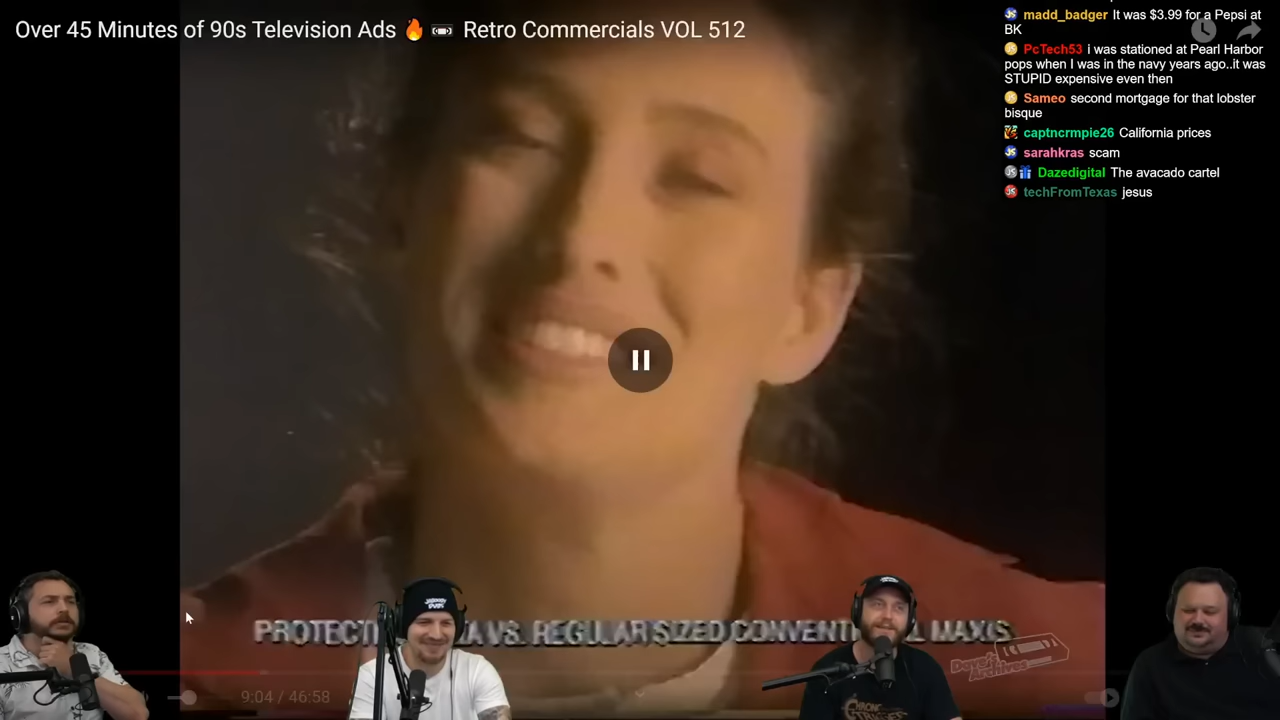 Over 45 Minutes of 90s Television Ads 🔥📼 Retro Commercials VOL 512
madd_badger It was $3.99 for a Pepsi at
BK
PcTech53 i was stationed at Pearl Harbor
pops when I was in the navy years ago..it was
STUPID expensive even then
Sameo second mortgage for that lobster
bisque
captncrmpie26 California prices
sarahkras scam
Dazedigital The avacado cartel
techFromTexas jesus
PROTECTI A VS. REGULAR SIZED CONVENTI L MAXIS
Dave's
Archives
9:04 / 46:58